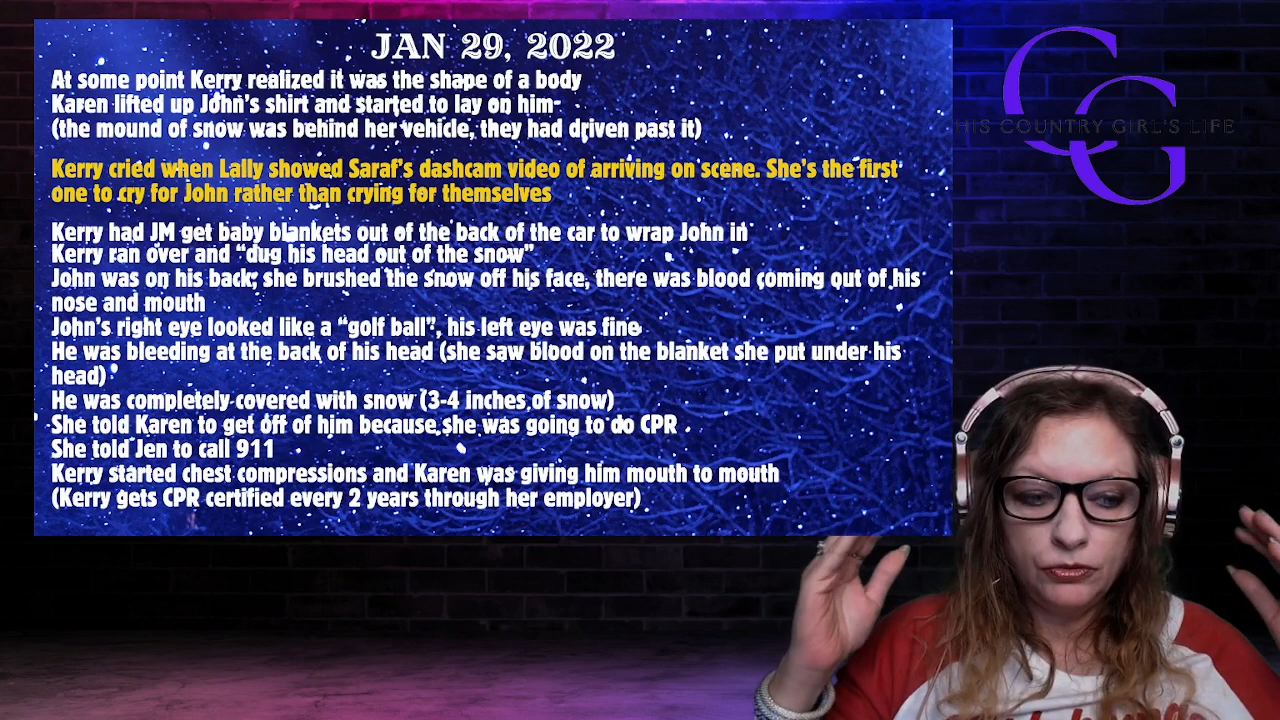 JAN 29, 2022
At some point Kerry realized it was the shape of a body
Karen lifted up John's shirt and started to lay on him-
(the mound of snow was behind her vehicle, they had driven past it)
Kerry cried when Lally showed Saraf's dashcam video of arriving on scene. She's the first
one to cry for John rather than crying for themselves
Kerry had JM get baby blankets out of the back of the car to wrap John in
Kerry ran over and “dug his head out of the snow”
John was on his back; she brushed the snow off his face, there was blood coming out of his
nose and mouth
John's right eye looked like a “golf ball”, his left eye was fine
He was bleeding at the back of his head (she saw blood on the blanket she put under his
head)
He was completely covered with snow (3-4 inches of snow)
She told Karen to get off of him because she was going to do CPR
She told Jen to call 911
Kerry started chest compressions and Karen was giving him mouth to mouth
(Kerry gets CPR certified every 2 years through her employer)
CG
HIS COUNTRY GIRL'S LIFE